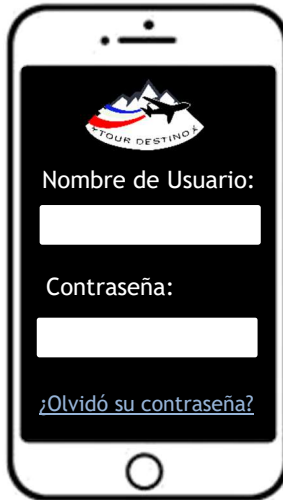 TOUR DESTINO
Nombre de Usuario:
Contraseña:
¿Olvidó su contraseña?